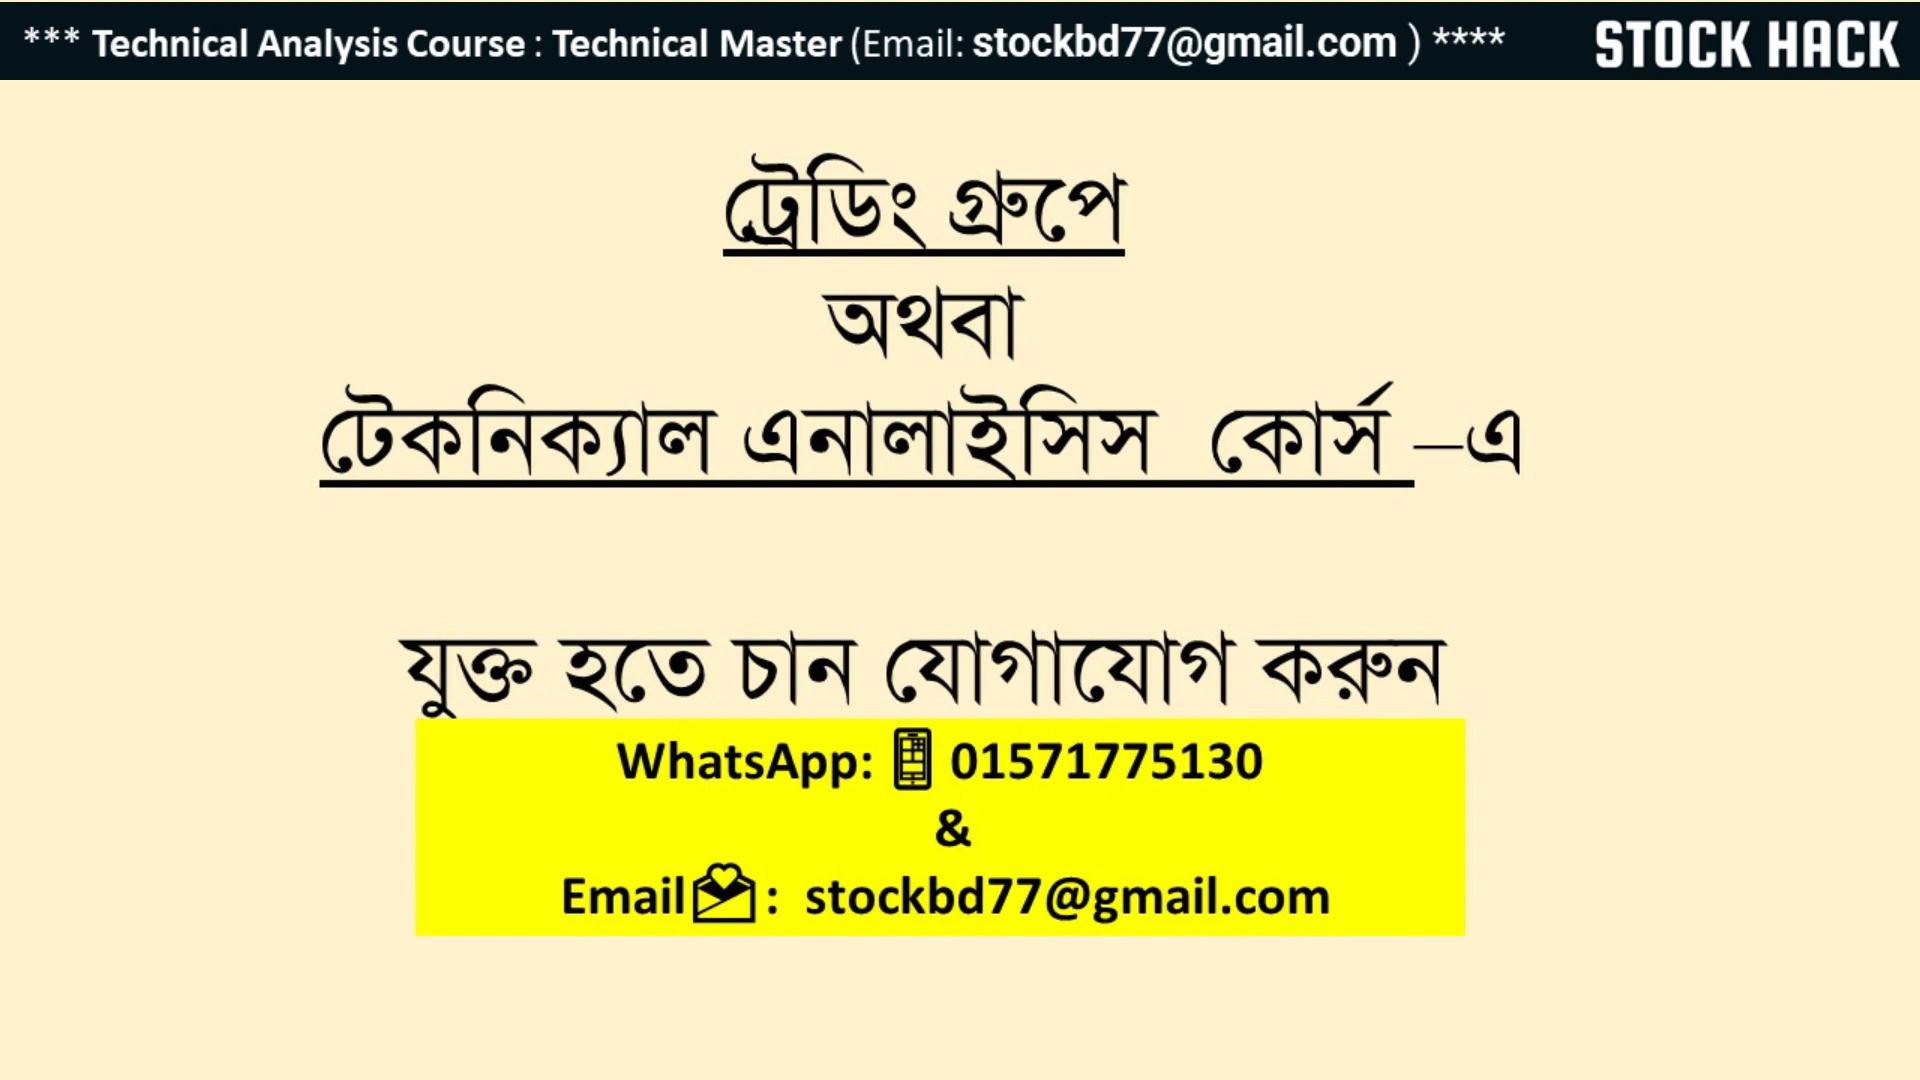 *** Technical Analysis Course : Technical Master (Email: stockbd77@gmail.com ) ****
STOCK HACK
ট্রেডিং গ্রুপে
অথবা
টেকনিক্যাল এনালাইসিস কোর্স –এ
যুক্ত হতে চান যোগাযোগ করুন
WhatsApp: 01571775130
&
Email : stockbd77@gmail.com